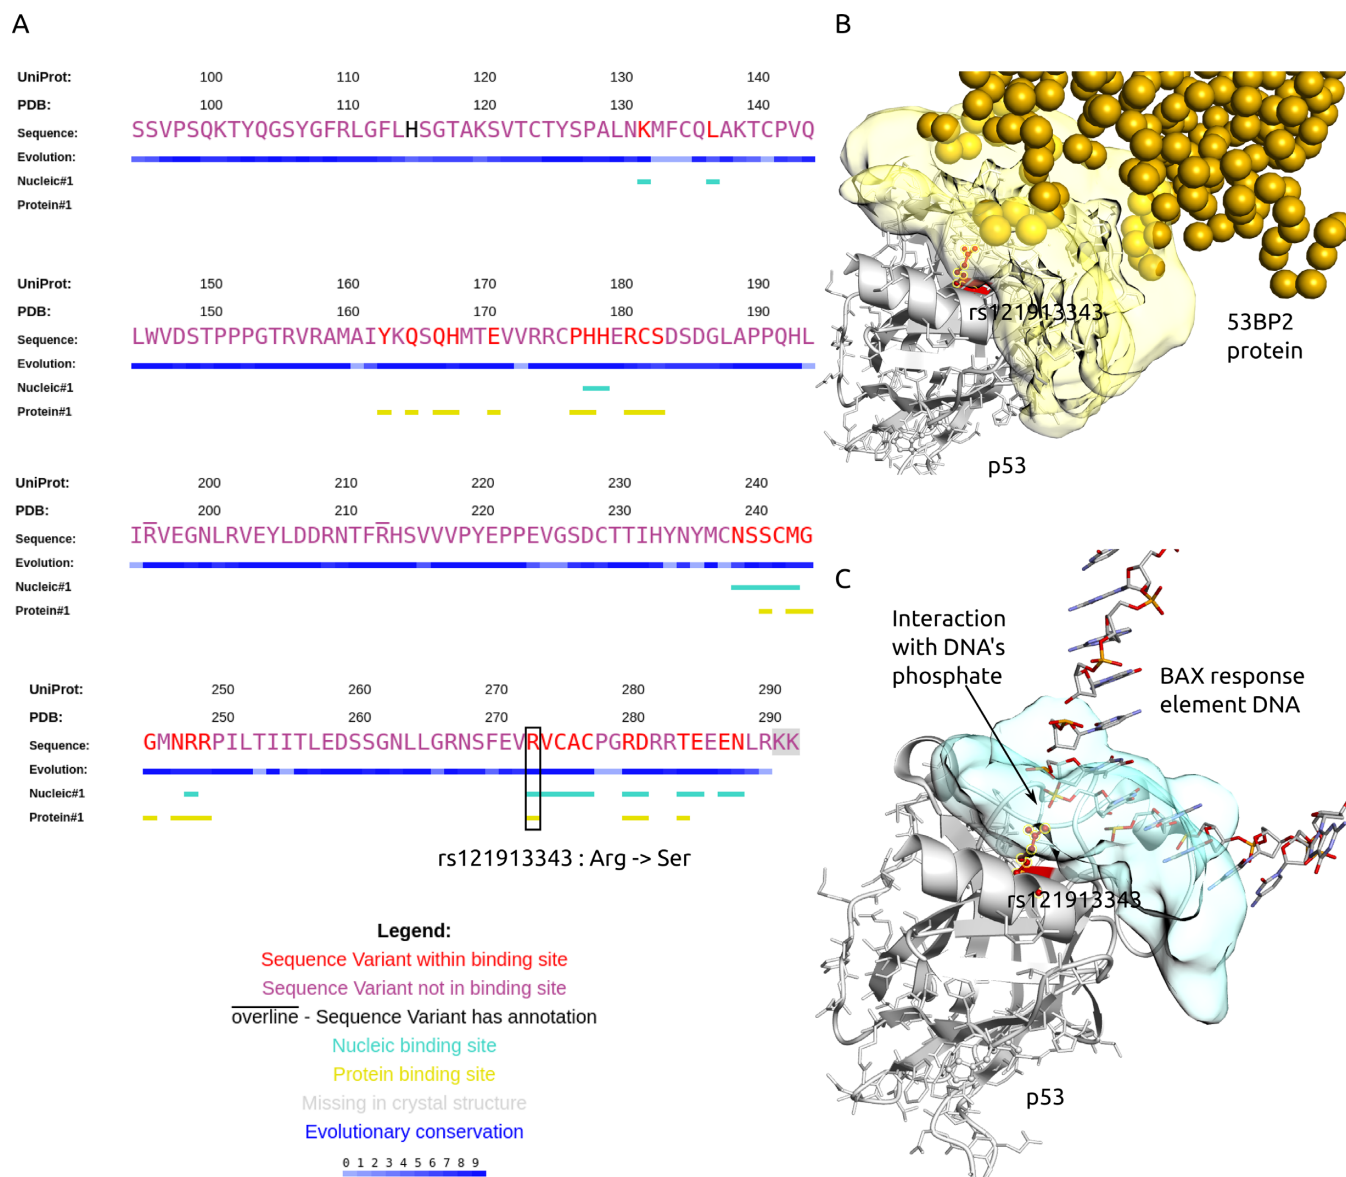 A
UniProt: 100 110 120 130 140
PDB: 100 110 120 130 140
Sequence: SSVPSQKTYQGSYGFRLGFLHSGTAKSVTCTYSPALNKMFCQLAKTCPVQ
Evolution:
Nucleic#1
Protein#1
UniProt: 150 160 170 180 190
PDB: 150 160 170 180 190
Sequence: LWVDSTPPPGTRVRAMAIYKQSQHMTEVVRRCPHHERCSDSDGLAPPQHL
Evolution:
Nucleic#1
Protein#1
UniProt: 200 210 220 230 240
PDB: 200 210 220 230 240
Sequence: IRVEGNLRVEYLDDRNTFRHSVVVPYEPPEVGSDCTTIHYNYMCNSSCMG
Evolution:
Nucleic#1
Protein#1
UniProt: 250 260 270 280 290
PDB: 250 260 270 280 290
Sequence: GMNRRPILTIITLEDSSGNLLGRNSFEVRVCACPGRDRRTEEENLRKK
Evolution:
Nucleic#1
Protein#1
rs121913343 : Arg -> Ser
Legend:
Sequence Variant within binding site
Sequence Variant not in binding site
overline - Sequence Variant has annotation
Nucleic binding site
Protein binding site
Missing in crystal structure
Evolutionary conservation
0 1 2 3 4 5 6 7 8 9
B
rs121913343
53BP2
protein
p53
C
Interaction
with DNA's
phosphate
BAX response
element DNA
rs121913343
p53